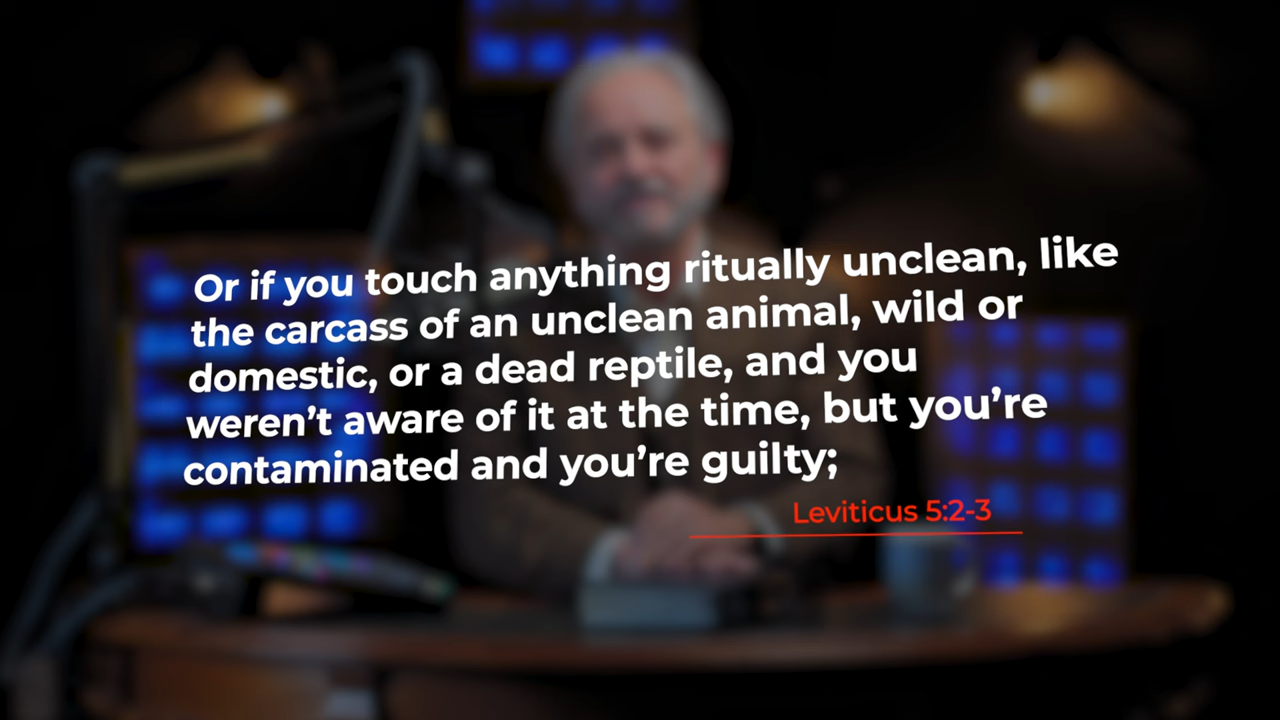 Or if you touch anything ritually unclean, like
the carcass of an unclean animal, wild or
domestic, or a dead reptile, and you
weren’t aware of it at the time, but you’re
contaminated and you’re guilty;
Leviticus 5:2-3